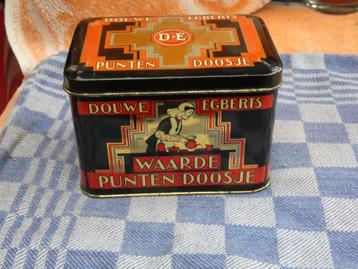 DOUWE EGBERTS
D·E
PUNTEN DOOSJE
DOUWE EGBERTS
WAARDE
PUNTEN-DOOSJE